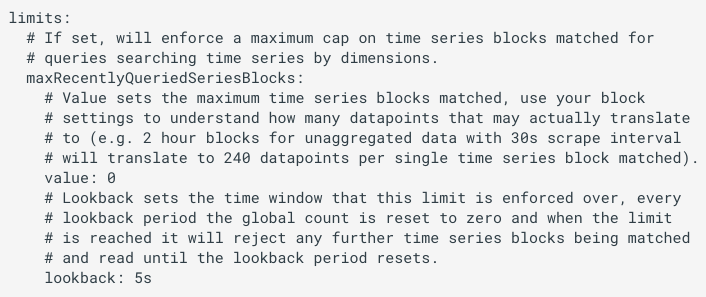 limits:
# If set, will enforce a maximum cap on time series blocks matched for
# queries searching time series by dimensions.
maxRecentlyQueriedSeriesBlocks:
# Value sets the maximum time series blocks matched, use your block
# settings to understand how many datapoints that may actually translate
# to (e.g. 2 hour blocks for unaggregated data with 30s scrape interval
# will translate to 240 datapoints per single time series block matched).
value: 0
# Lookback sets the time window that this limit is enforced over, every
# lookback period the global count is reset to zero and when the limit
# is reached it will reject any further time series blocks being matched
# and read until the lookback period resets.
lookback: 5s